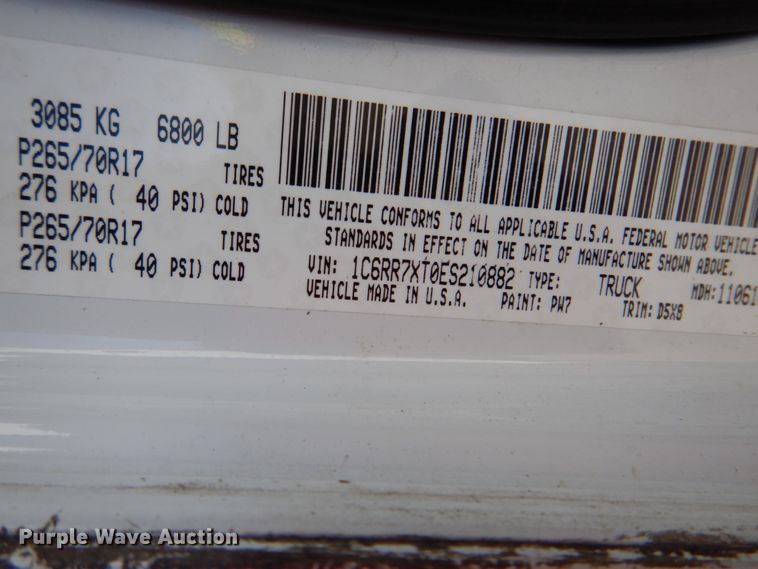 3085 KG 6800 LB
P265/70R17 TIRES
276 KPA ( 40 PSI) COLD
P265/70R17 TIRES
276 KPA ( 40 PSI) COLD
THIS VEHICLE CONFORMS TO ALL APPLICABLE U.S.A. FEDERAL MOTOR VEHICLE
STANDARDS IN EFFECT ON THE DATE OF MANUFACTURE SHOWN ABOVE.
VIN: 1C6RR7XT0ES210882 TYPE: TRUCK MDH: 11061
VEHICLE MADE IN U.S.A. PAINT: PW7 TRIM: D5X8
Purple Wave Auction